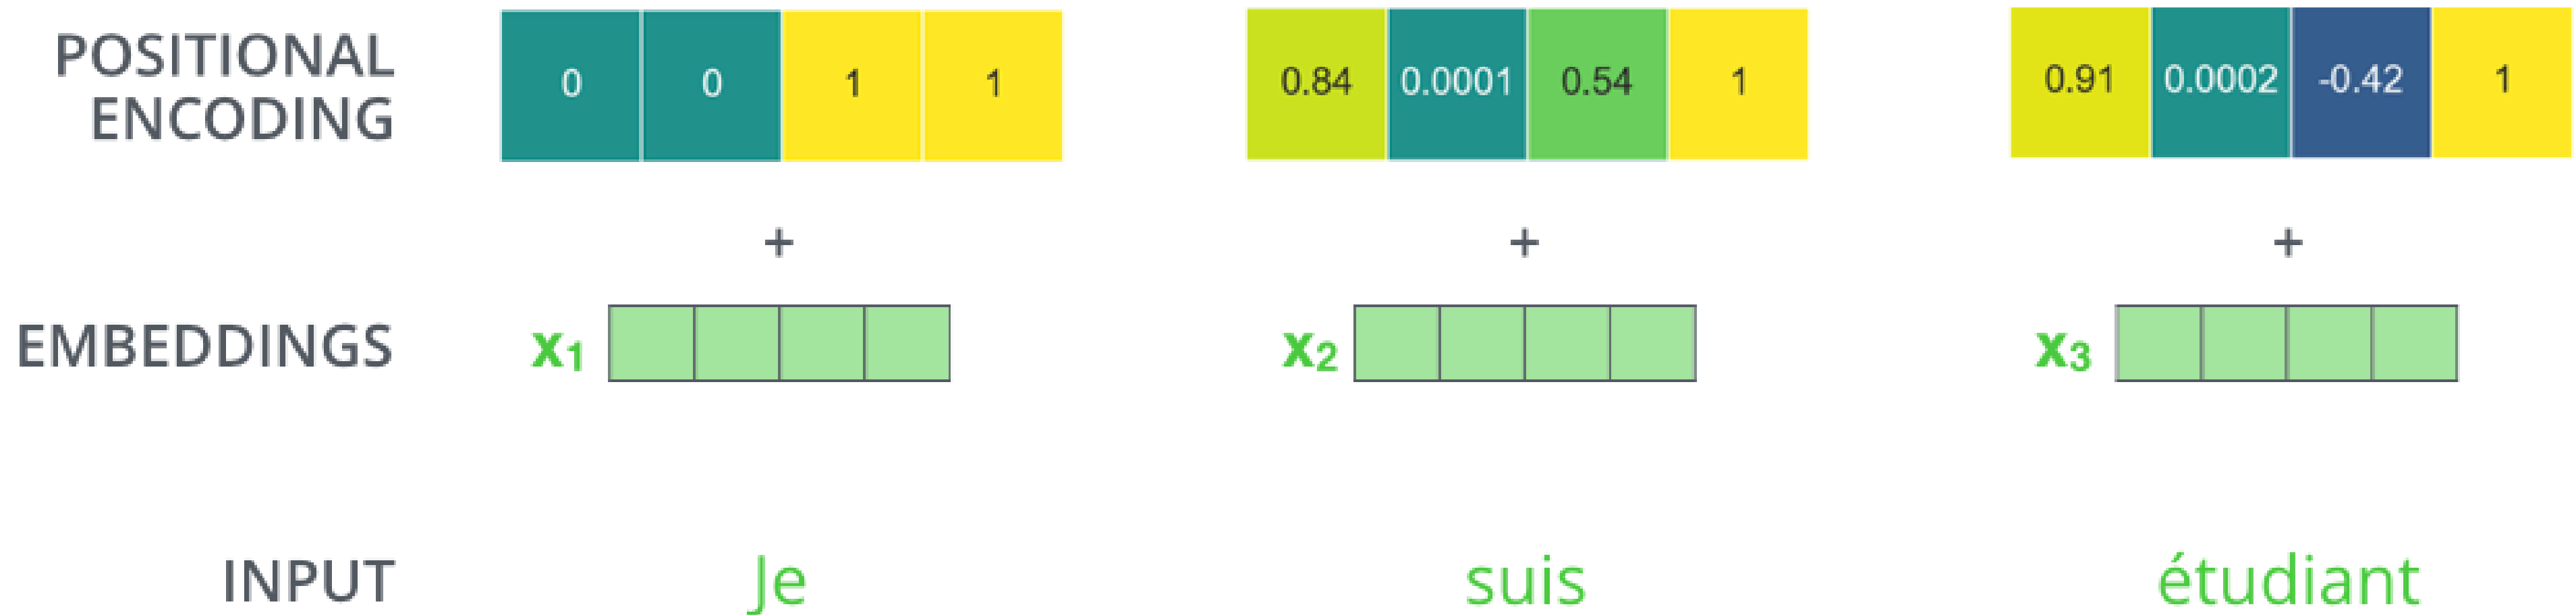 POSITIONAL
ENCODING
0 0 1 1
0.84 0.0001 0.54 1
0.91 0.0002 -0.42 1
+ + +
EMBEDDINGS
x1 x2 x3
INPUT
Je suis étudiant